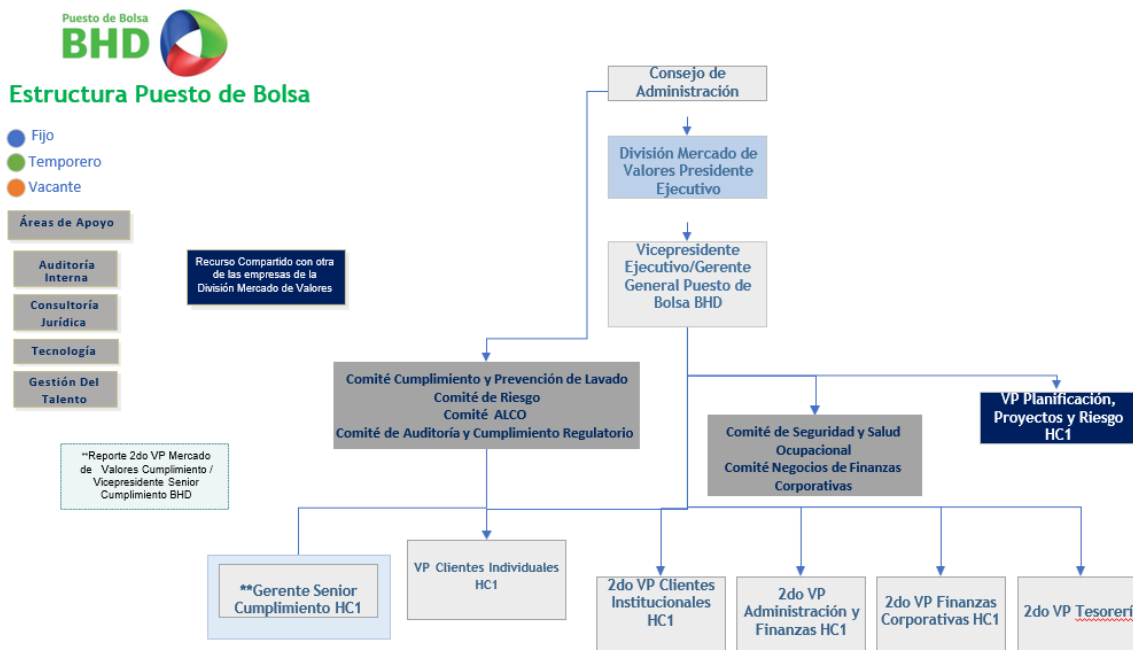 Puesto de Bolsa
BHD
Estructura Puesto de Bolsa
Fijo
Temporero
Vacante
Áreas de Apoyo
Auditoría
Interna
Consultoría
Jurídica
Tecnología
Gestión Del
Talento
Recurso Compartido con otra
de las empresas de la
División Mercado de Valores
**Reporte 2do VP Mercado
de Valores Cumplimiento /
Vicepresidente Senior
Cumplimiento BHD
Consejo de
Administración
División Mercado de
Valores Presidente
Ejecutivo
Vicepresidente
Ejecutivo/Gerente
General Puesto de
Bolsa BHD
Comité Cumplimiento y Prevención de Lavado
Comité de Riesgo
Comité ALCO
Comité de Auditoría y Cumplimiento Regulatorio
Comité de Seguridad y Salud
Ocupacional
Comité Negocios de Finanzas
Corporativas
VP Planificación,
Proyectos y Riesgo
HC1
**Gerente Senior
Cumplimiento HC1
VP Clientes Individuales
HC1
2do VP Clientes
Institucionales
HC1
2do VP
Administración y
Finanzas HC1
2do VP Finanzas
Corporativas HC1
2do VP Tesorerí